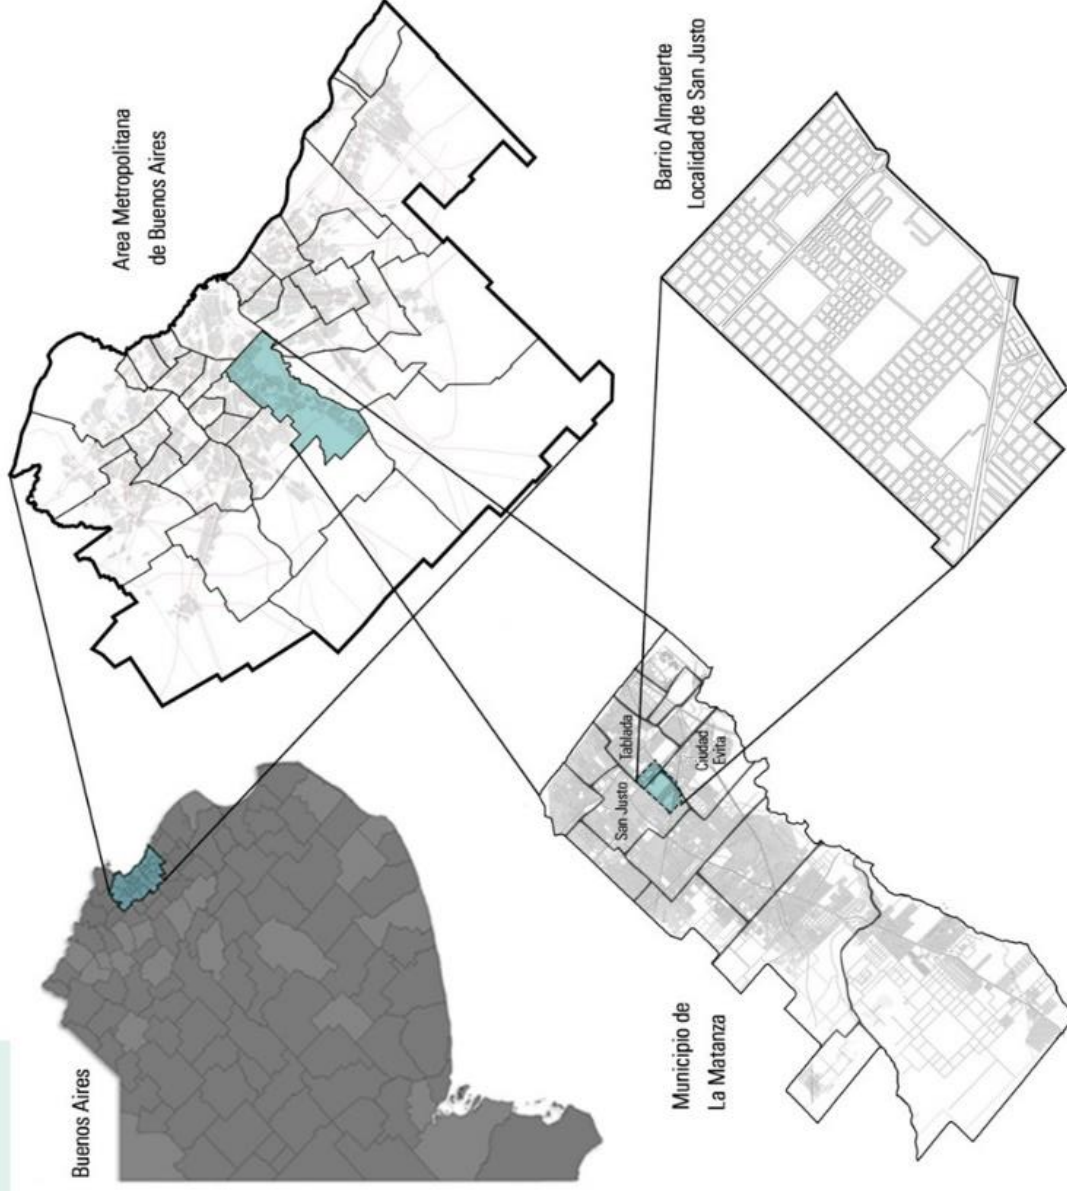 Buenos Aires
Area Metropolitana
de Buenos Aires
Municipio de
La Matanza
San Justo
Tablada
Ciudad
Evita
Barrio Almafuerte
Localidad de San Justo